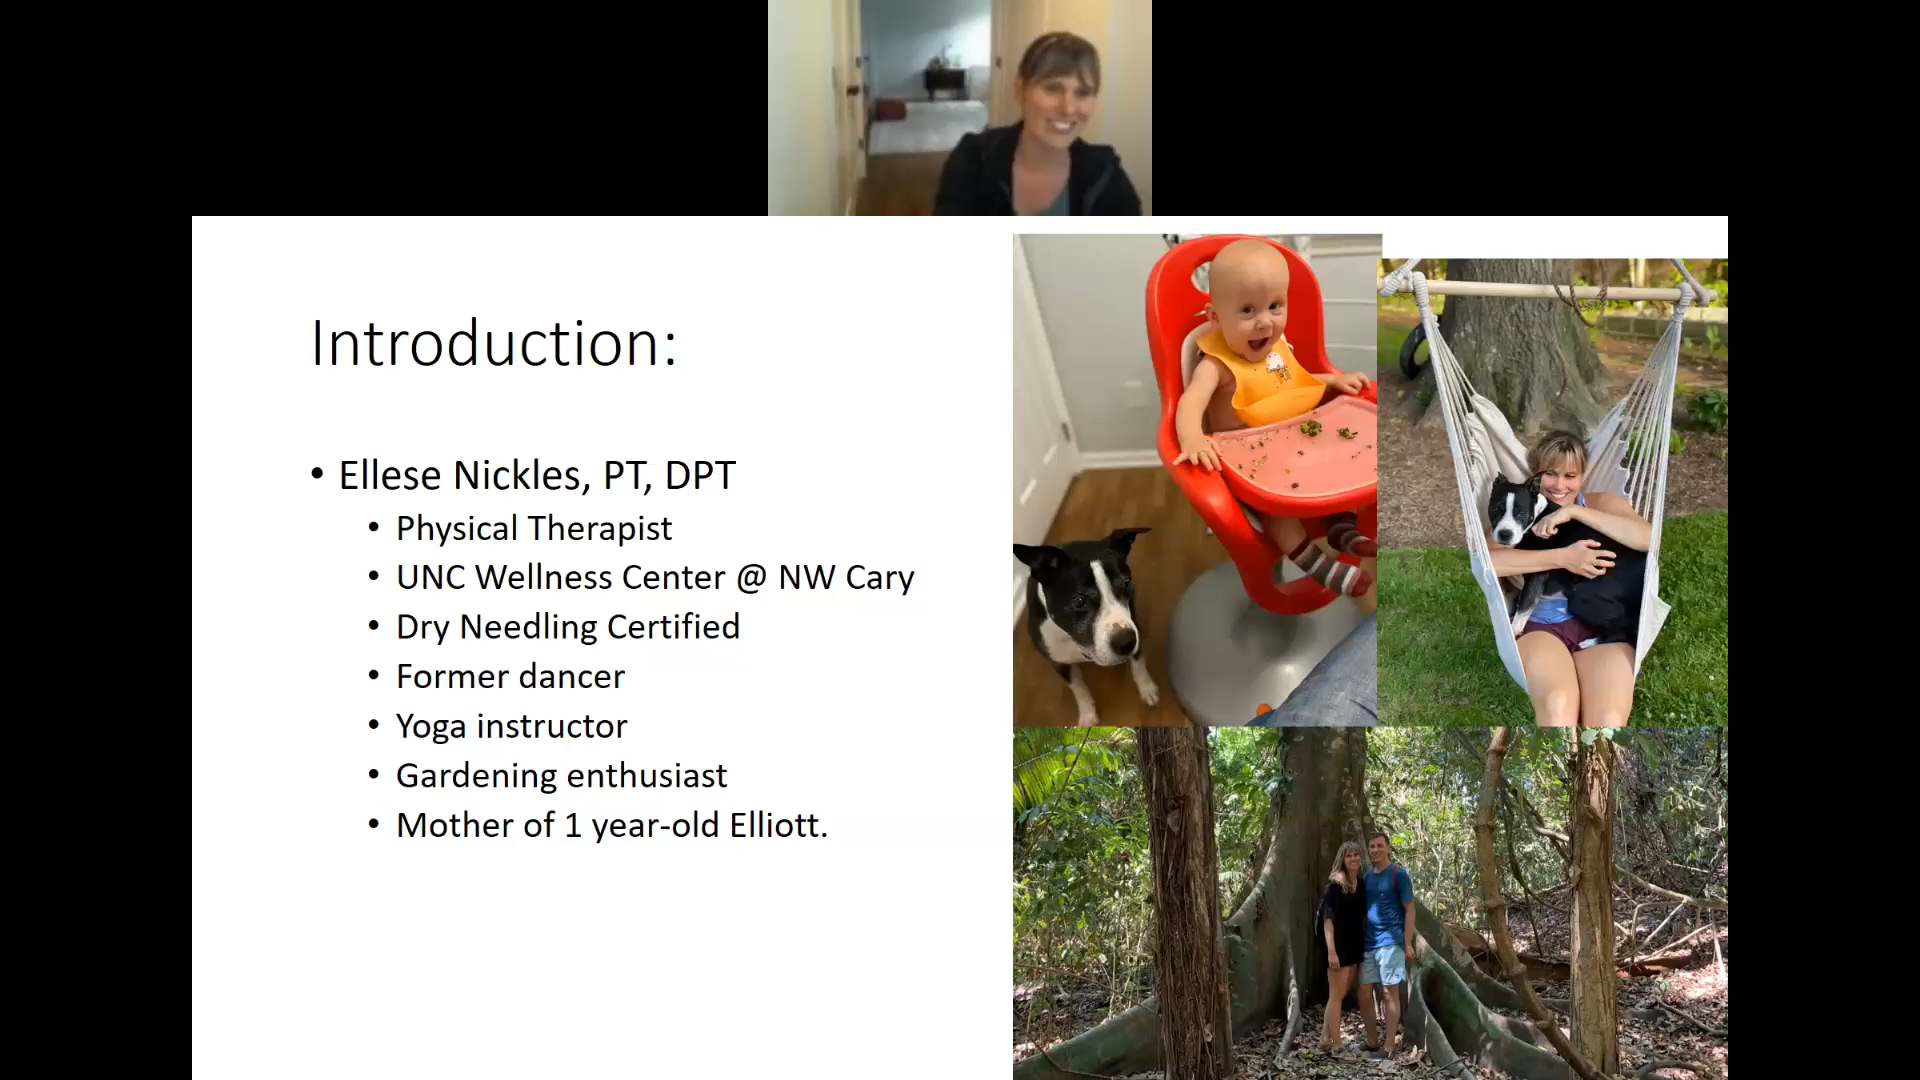 Introduction:
• Ellese Nickles, PT, DPT
• Physical Therapist
• UNC Wellness Center @ NW Cary
• Dry Needling Certified
• Former dancer
• Yoga instructor
• Gardening enthusiast
• Mother of 1 year-old Elliott.